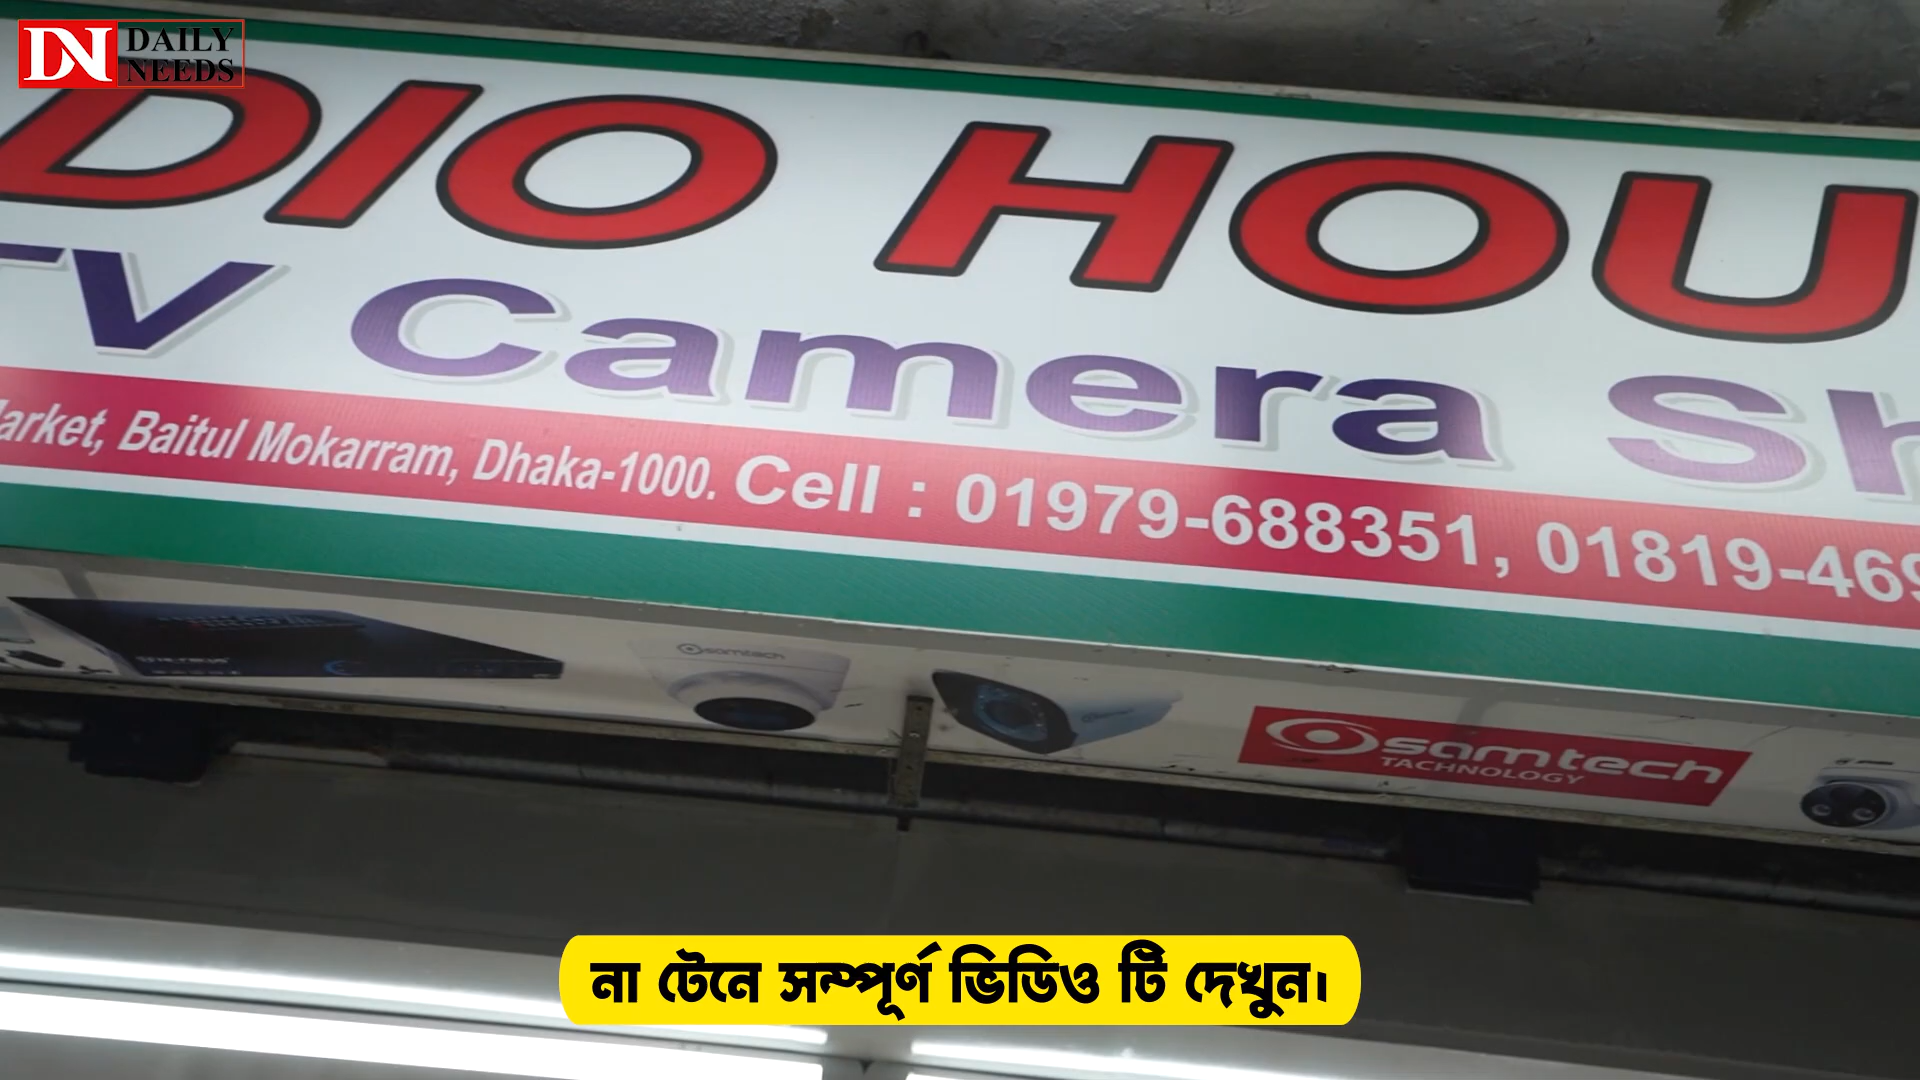 DN DAILY
NEEDS
DIO HOU
TV Camera Sh
Market, Baitul Mokarram, Dhaka-1000. Cell : 01979-688351, 01819-469
samtech
samtech
TACHNOLOGY
না টেনে সম্পূর্ণ ভিডিও টি দেখুন।